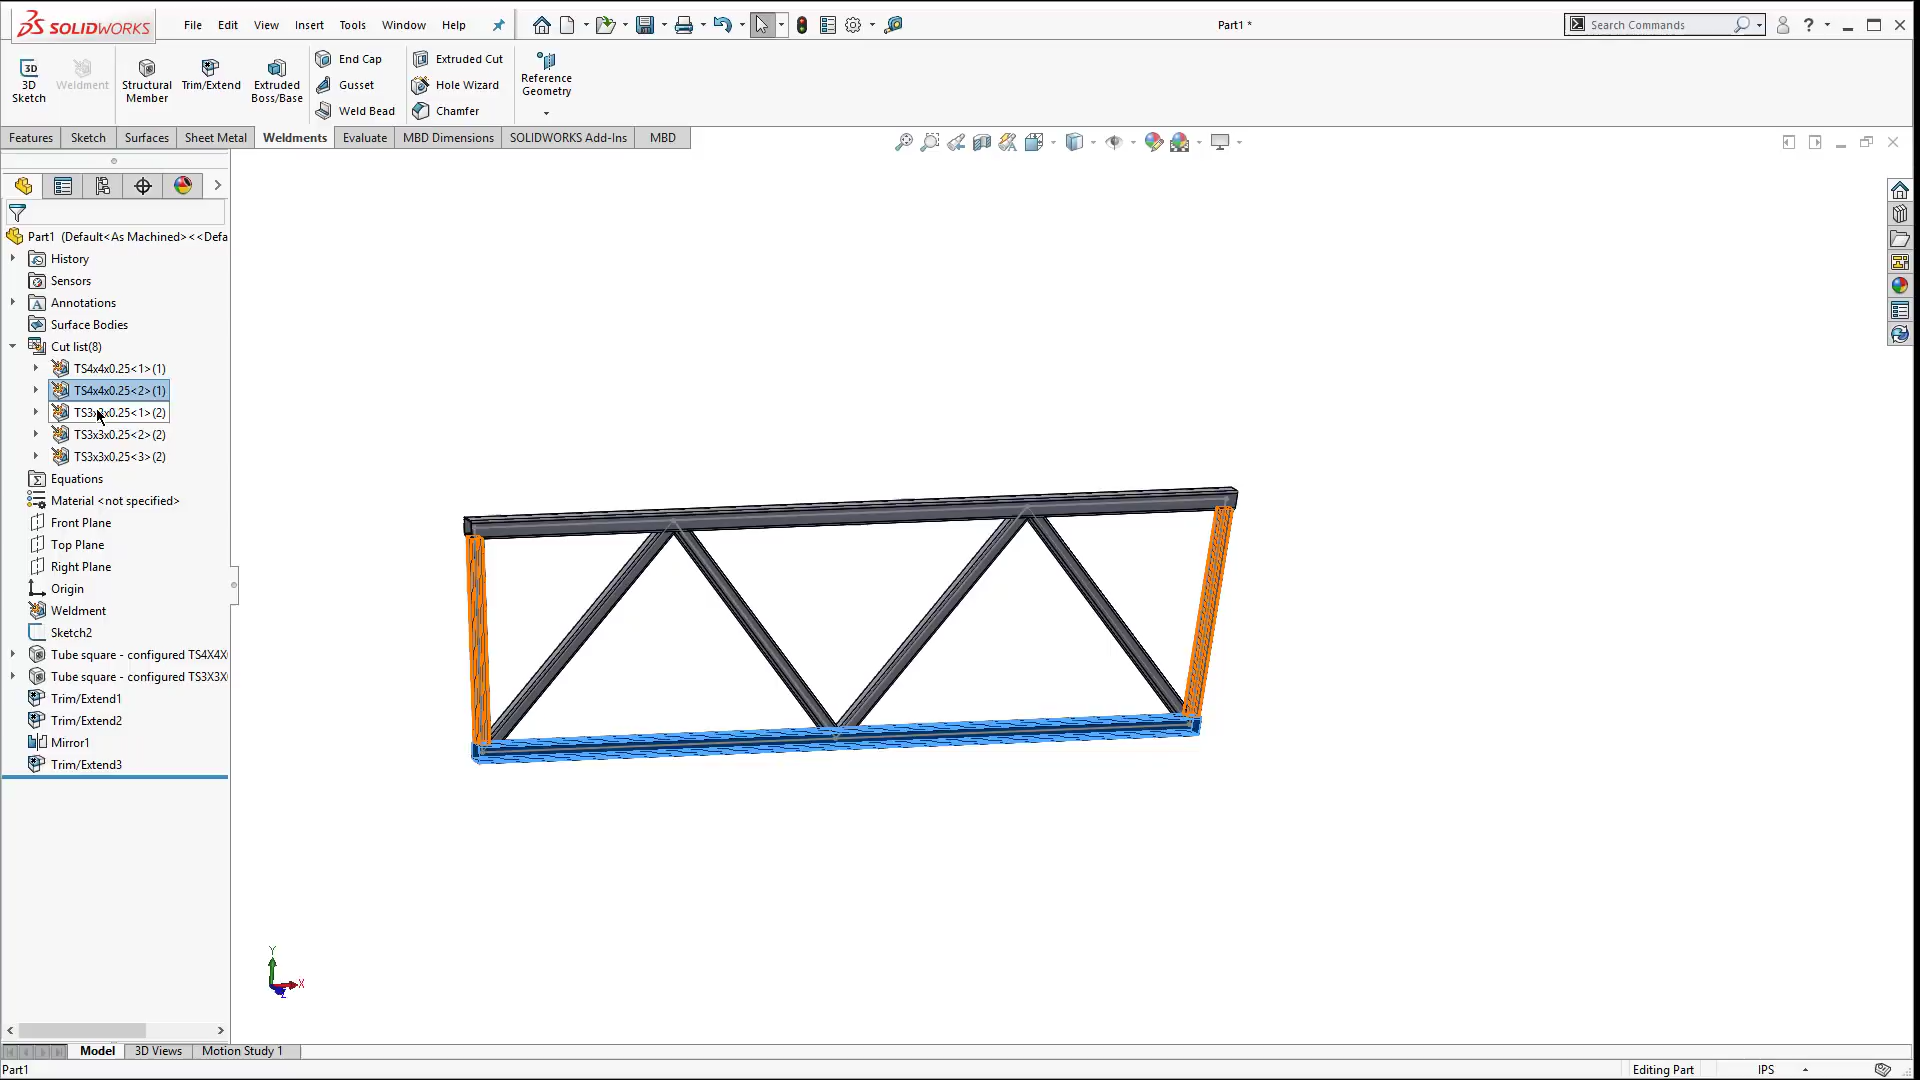 SOLIDWORKS
File Edit View Insert Tools Window Help
Part1 *
Search Commands
3D Sketch
Weldment
Structural Member
Trim/Extend
Extruded Boss/Base
End Cap
Gusset
Weld Bead
Extruded Cut
Hole Wizard
Chamfer
Reference Geometry
Features Sketch Surfaces Sheet Metal Weldments Evaluate MBD Dimensions SOLIDWORKS Add-Ins MBD
Part1 (Default<As Machined><<Defa
History
Sensors
Annotations
Surface Bodies
Cut list(8)
TS4x4x0.25<1>(1)
TS4x4x0.25<2>(1)
TS3x3x0.25<1>(2)
TS3x3x0.25<2>(2)
TS3x3x0.25<3>(2)
Equations
Material <not specified>
Front Plane
Top Plane
Right Plane
Origin
Weldment
Sketch2
Tube square - configured TS4X4X
Tube square - configured TS3X3X
Trim/Extend1
Trim/Extend2
Mirror1
Trim/Extend3
Y
X
Z
Model 3D Views Motion Study 1
Part1
Editing Part
IPS